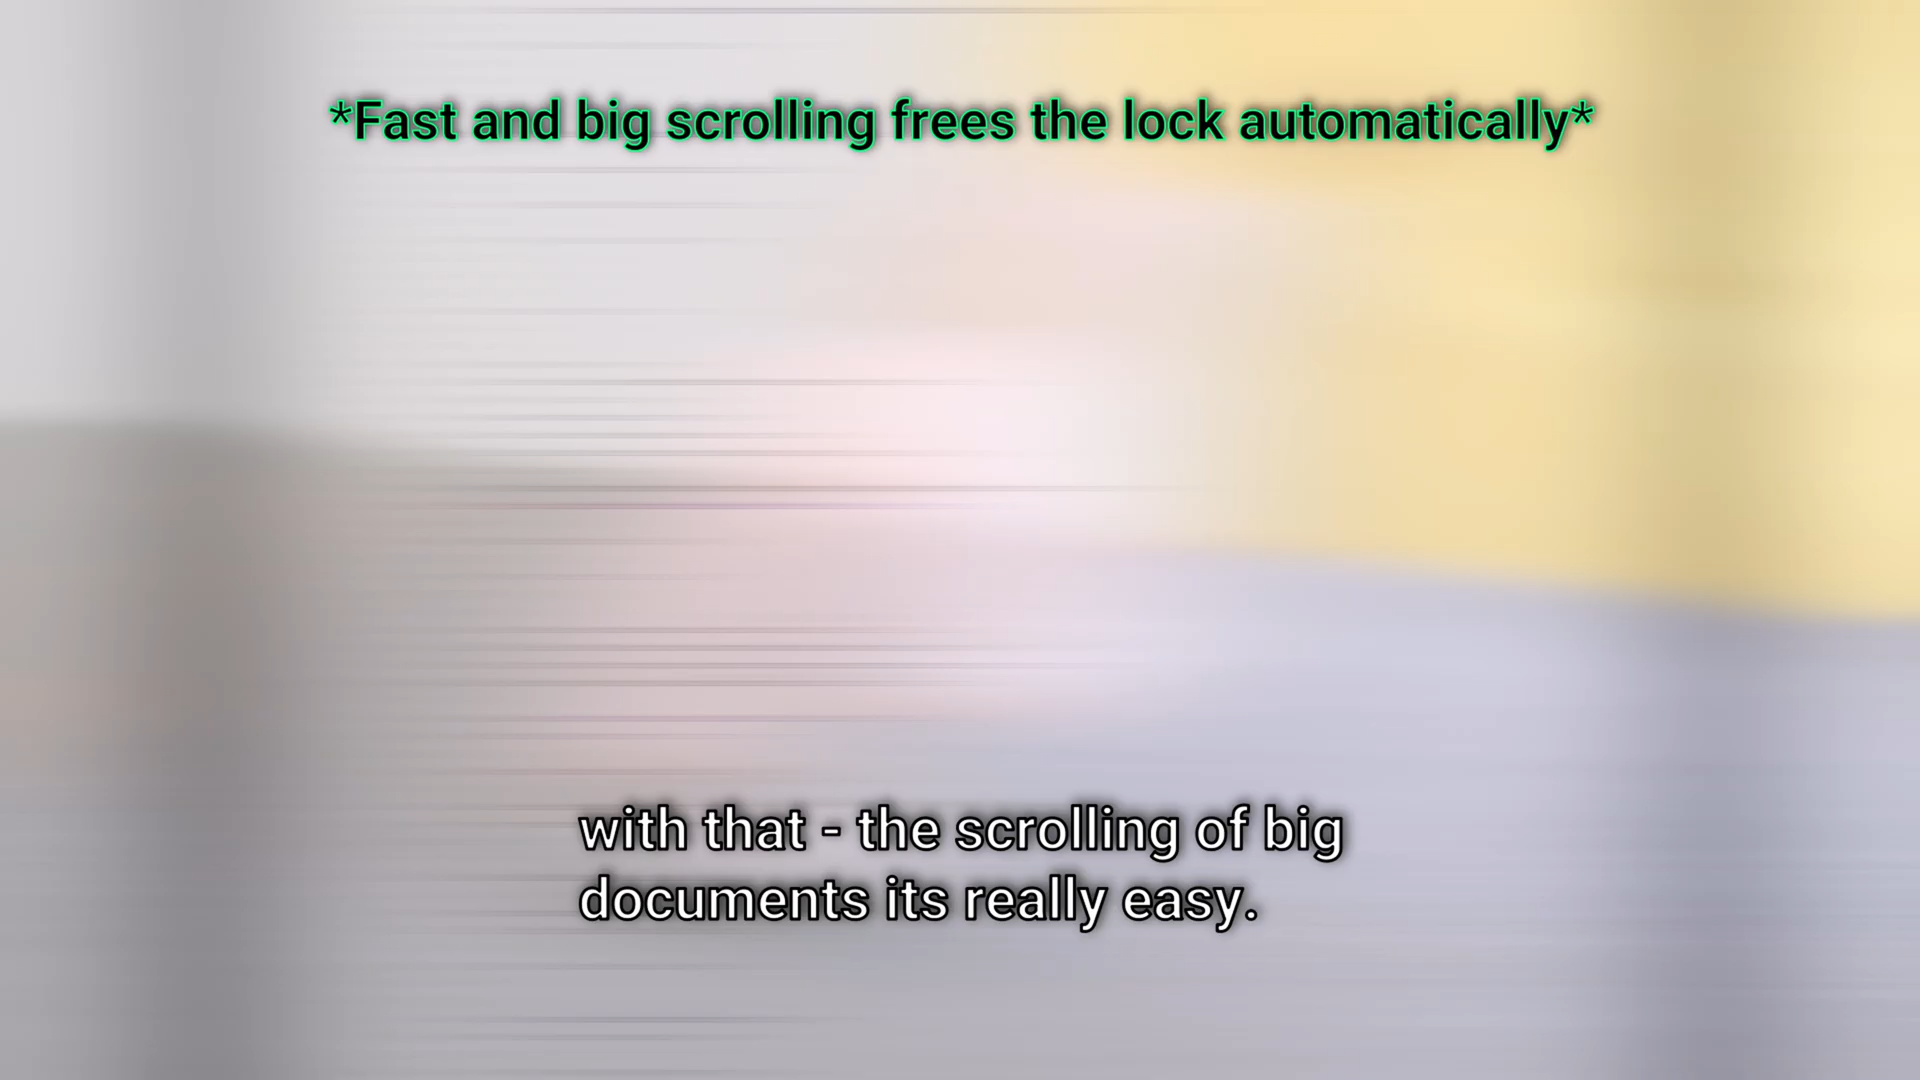 *Fast and big scrolling frees the lock automatically*
with that - the scrolling of big
documents its really easy.